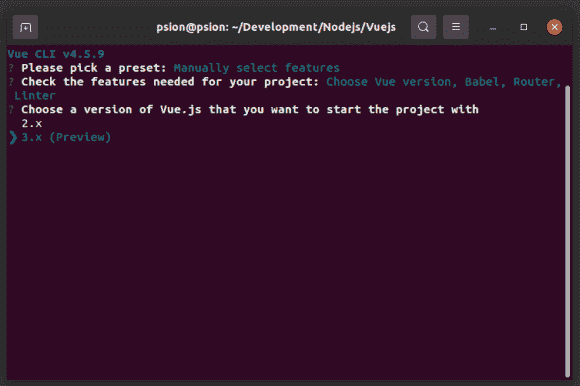 psion@psion: ~/Development/Nodejs/Vuejs
Vue CLI v4.5.9
? Please pick a preset: Manually select features
? Check the features needed for your project: Choose Vue version, Babel, Router,
Linter
? Choose a version of Vue.js that you want to start the project with
2.x
❯ 3.x (Preview)